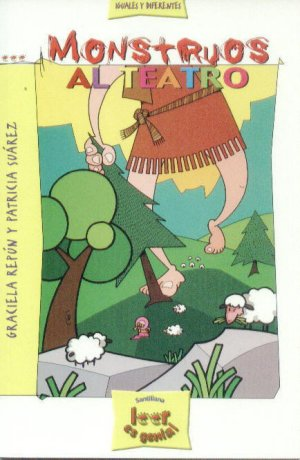 IGUALES Y DIFERENTES
MONSTRUOS
AL TEATRO
GRACIELA REPÚN Y PATRICIA SUÁREZ
Santillana
leer
es genial